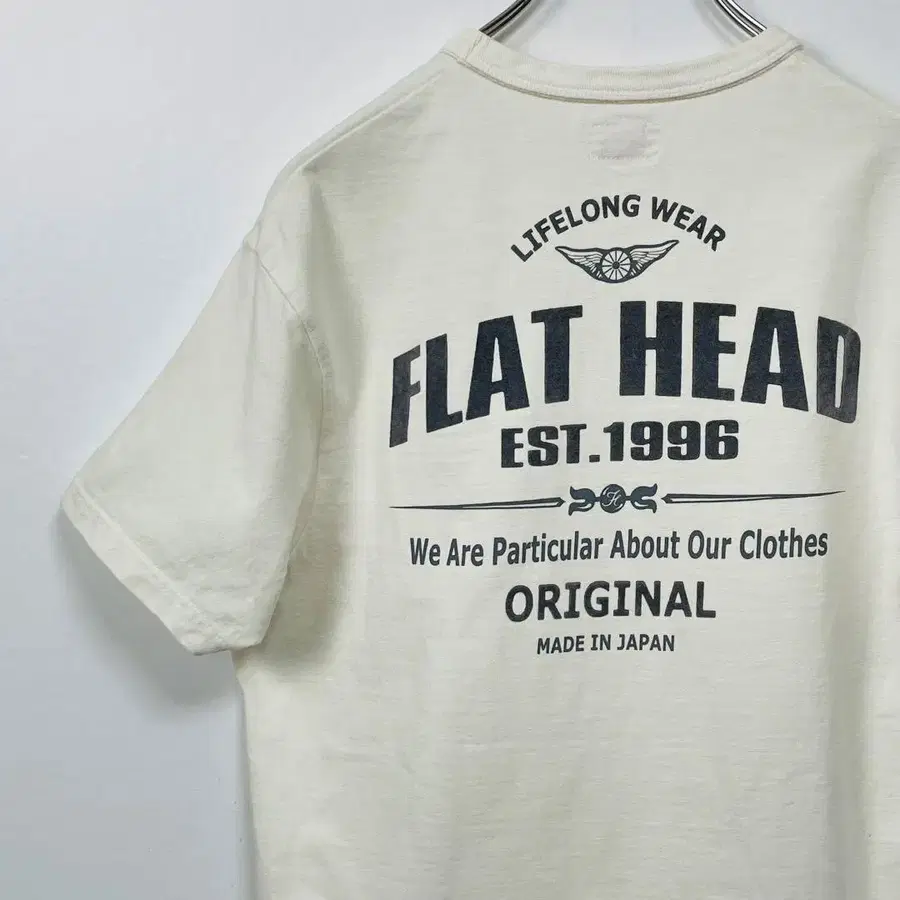 LIFELONG WEAR
FLAT HEAD
EST.1996
H
We Are Particular About Our Clothes
ORIGINAL
MADE IN JAPAN